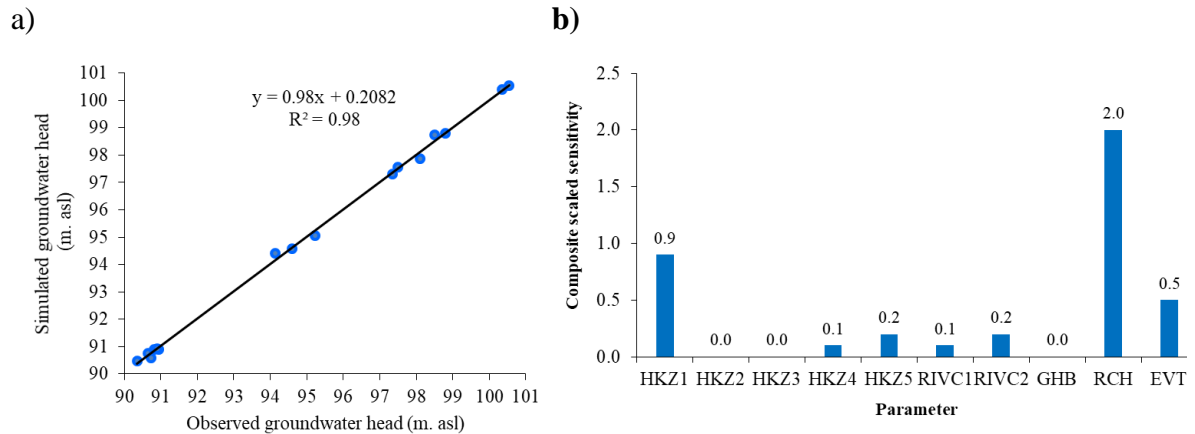 a)
Simulated groundwater head
(m. asl)
101
100
99
98
97
96
95
94
93
92
91
90
y = 0.98x + 0.2082
R² = 0.98
90 91 92 93 94 95 96 97 98 99 100 101
Observed groundwater head (m. asl)
b)
Composite scaled sensitivity
2.5
2.0
1.5
1.0
0.5
0.0
0.9 0.0 0.0 0.1 0.2 0.1 0.2 0.0 2.0 0.5
HKZ1 HKZ2 HKZ3 HKZ4 HKZ5 RIVC1 RIVC2 GHB RCH EVT
Parameter